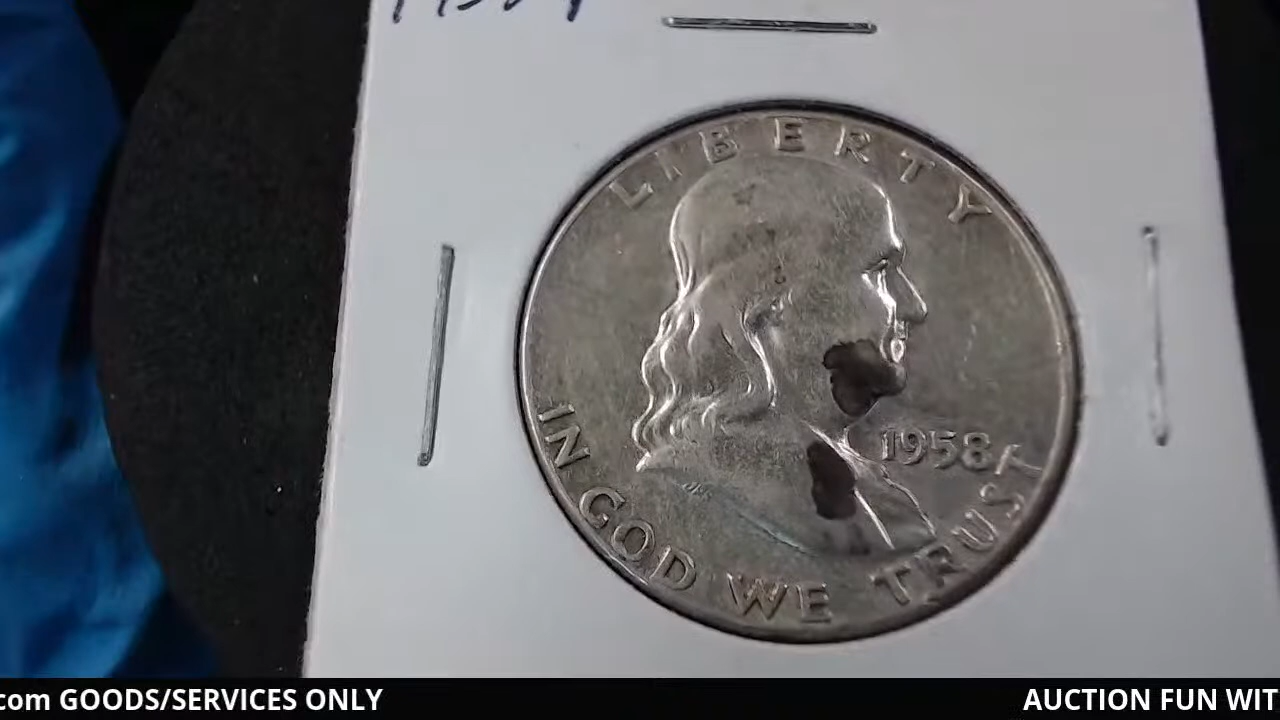 LIBERTY
1958
IN GOD WE TRUST
com GOODS/SERVICES ONLY
AUCTION FUN WIT